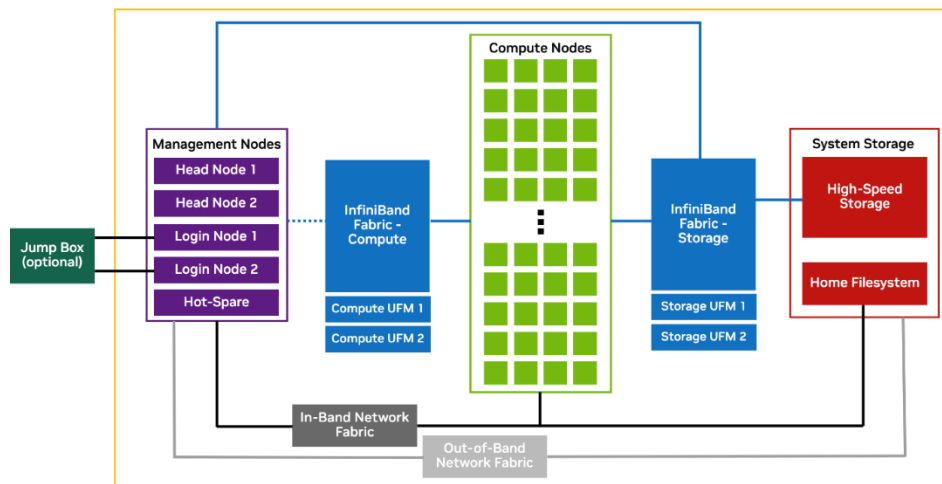 Compute Nodes
Management Nodes
Head Node 1
Head Node 2
Login Node 1
Login Node 2
Hot-Spare
Jump Box
(optional)
InfiniBand
Fabric -
Compute
Compute UFM 1
Compute UFM 2
InfiniBand
Fabric -
Storage
Storage UFM 1
Storage UFM 2
System Storage
High-Speed
Storage
Home Filesystem
In-Band Network
Fabric
Out-of-Band
Network Fabric